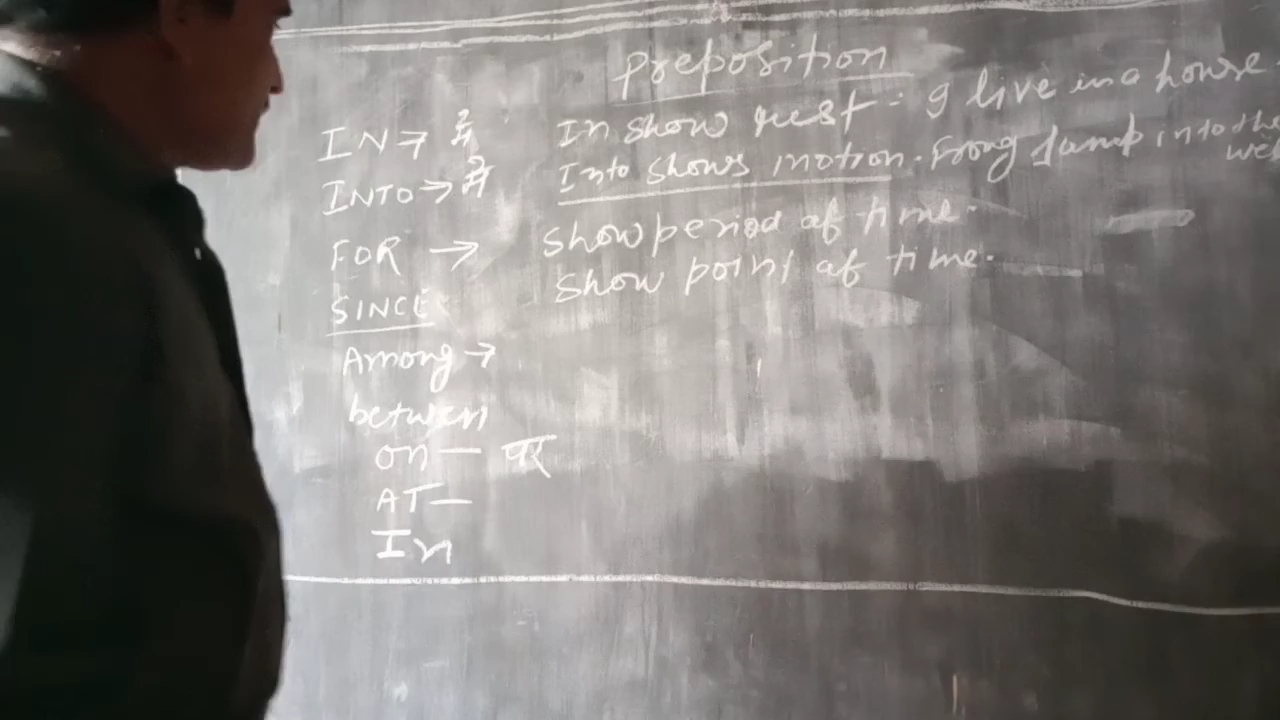 Preposition
IN → में In show rest : I live in a house.
INTO → में Into shows motion. Frong Jump into the
well
FOR → Show period of time.
SINCE Show point of time.
Among →
between
on — पर
AT —
In